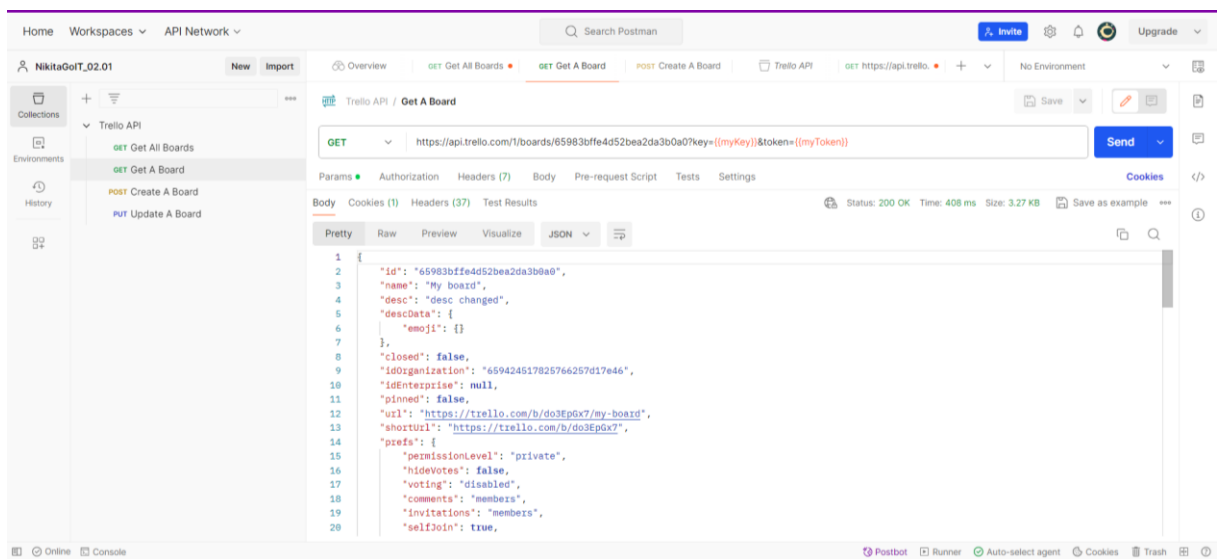 Home Workspaces API Network Search Postman Invite Upgrade
NikitaGoIT_02.01 New Import Overview GET Get All Boards GET Get A Board POST Create A Board Trello API GET https://api.trello. + No Environment
Collections
Environments
History
+
Trello API
GET Get All Boards
GET Get A Board
POST Create A Board
PUT Update A Board
HTTP Trello API / Get A Board Save
GET https://api.trello.com/1/boards/65983bffe4d52bea2da3b0a0?key={{myKey}}&token={{myToken}} Send
Params Authorization Headers (7) Body Pre-request Script Tests Settings Cookies
Body Cookies (1) Headers (37) Test Results Status: 200 OK Time: 408 ms Size: 3.27 KB Save as example
Pretty Raw Preview Visualize JSON
1 {
2 "id": "65983bffe4d52bea2da3b0a0",
3 "name": "My board",
4 "desc": "desc changed",
5 "descData": {
6 "emoji": {}
7 },
8 "closed": false,
9 "idOrganization": "659424517825766257d17e46",
10 "idEnterprise": null,
11 "pinned": false,
12 "url": "https://trello.com/b/do3EpGx7/my-board",
13 "shortUrl": "https://trello.com/b/do3EpGx7",
14 "prefs": {
15 "permissionLevel": "private",
16 "hideVotes": false,
17 "voting": "disabled",
18 "comments": "members",
19 "invitations": "members",
20 "selfJoin": true,
Online Console Postbot Runner Auto-select agent Cookies Trash